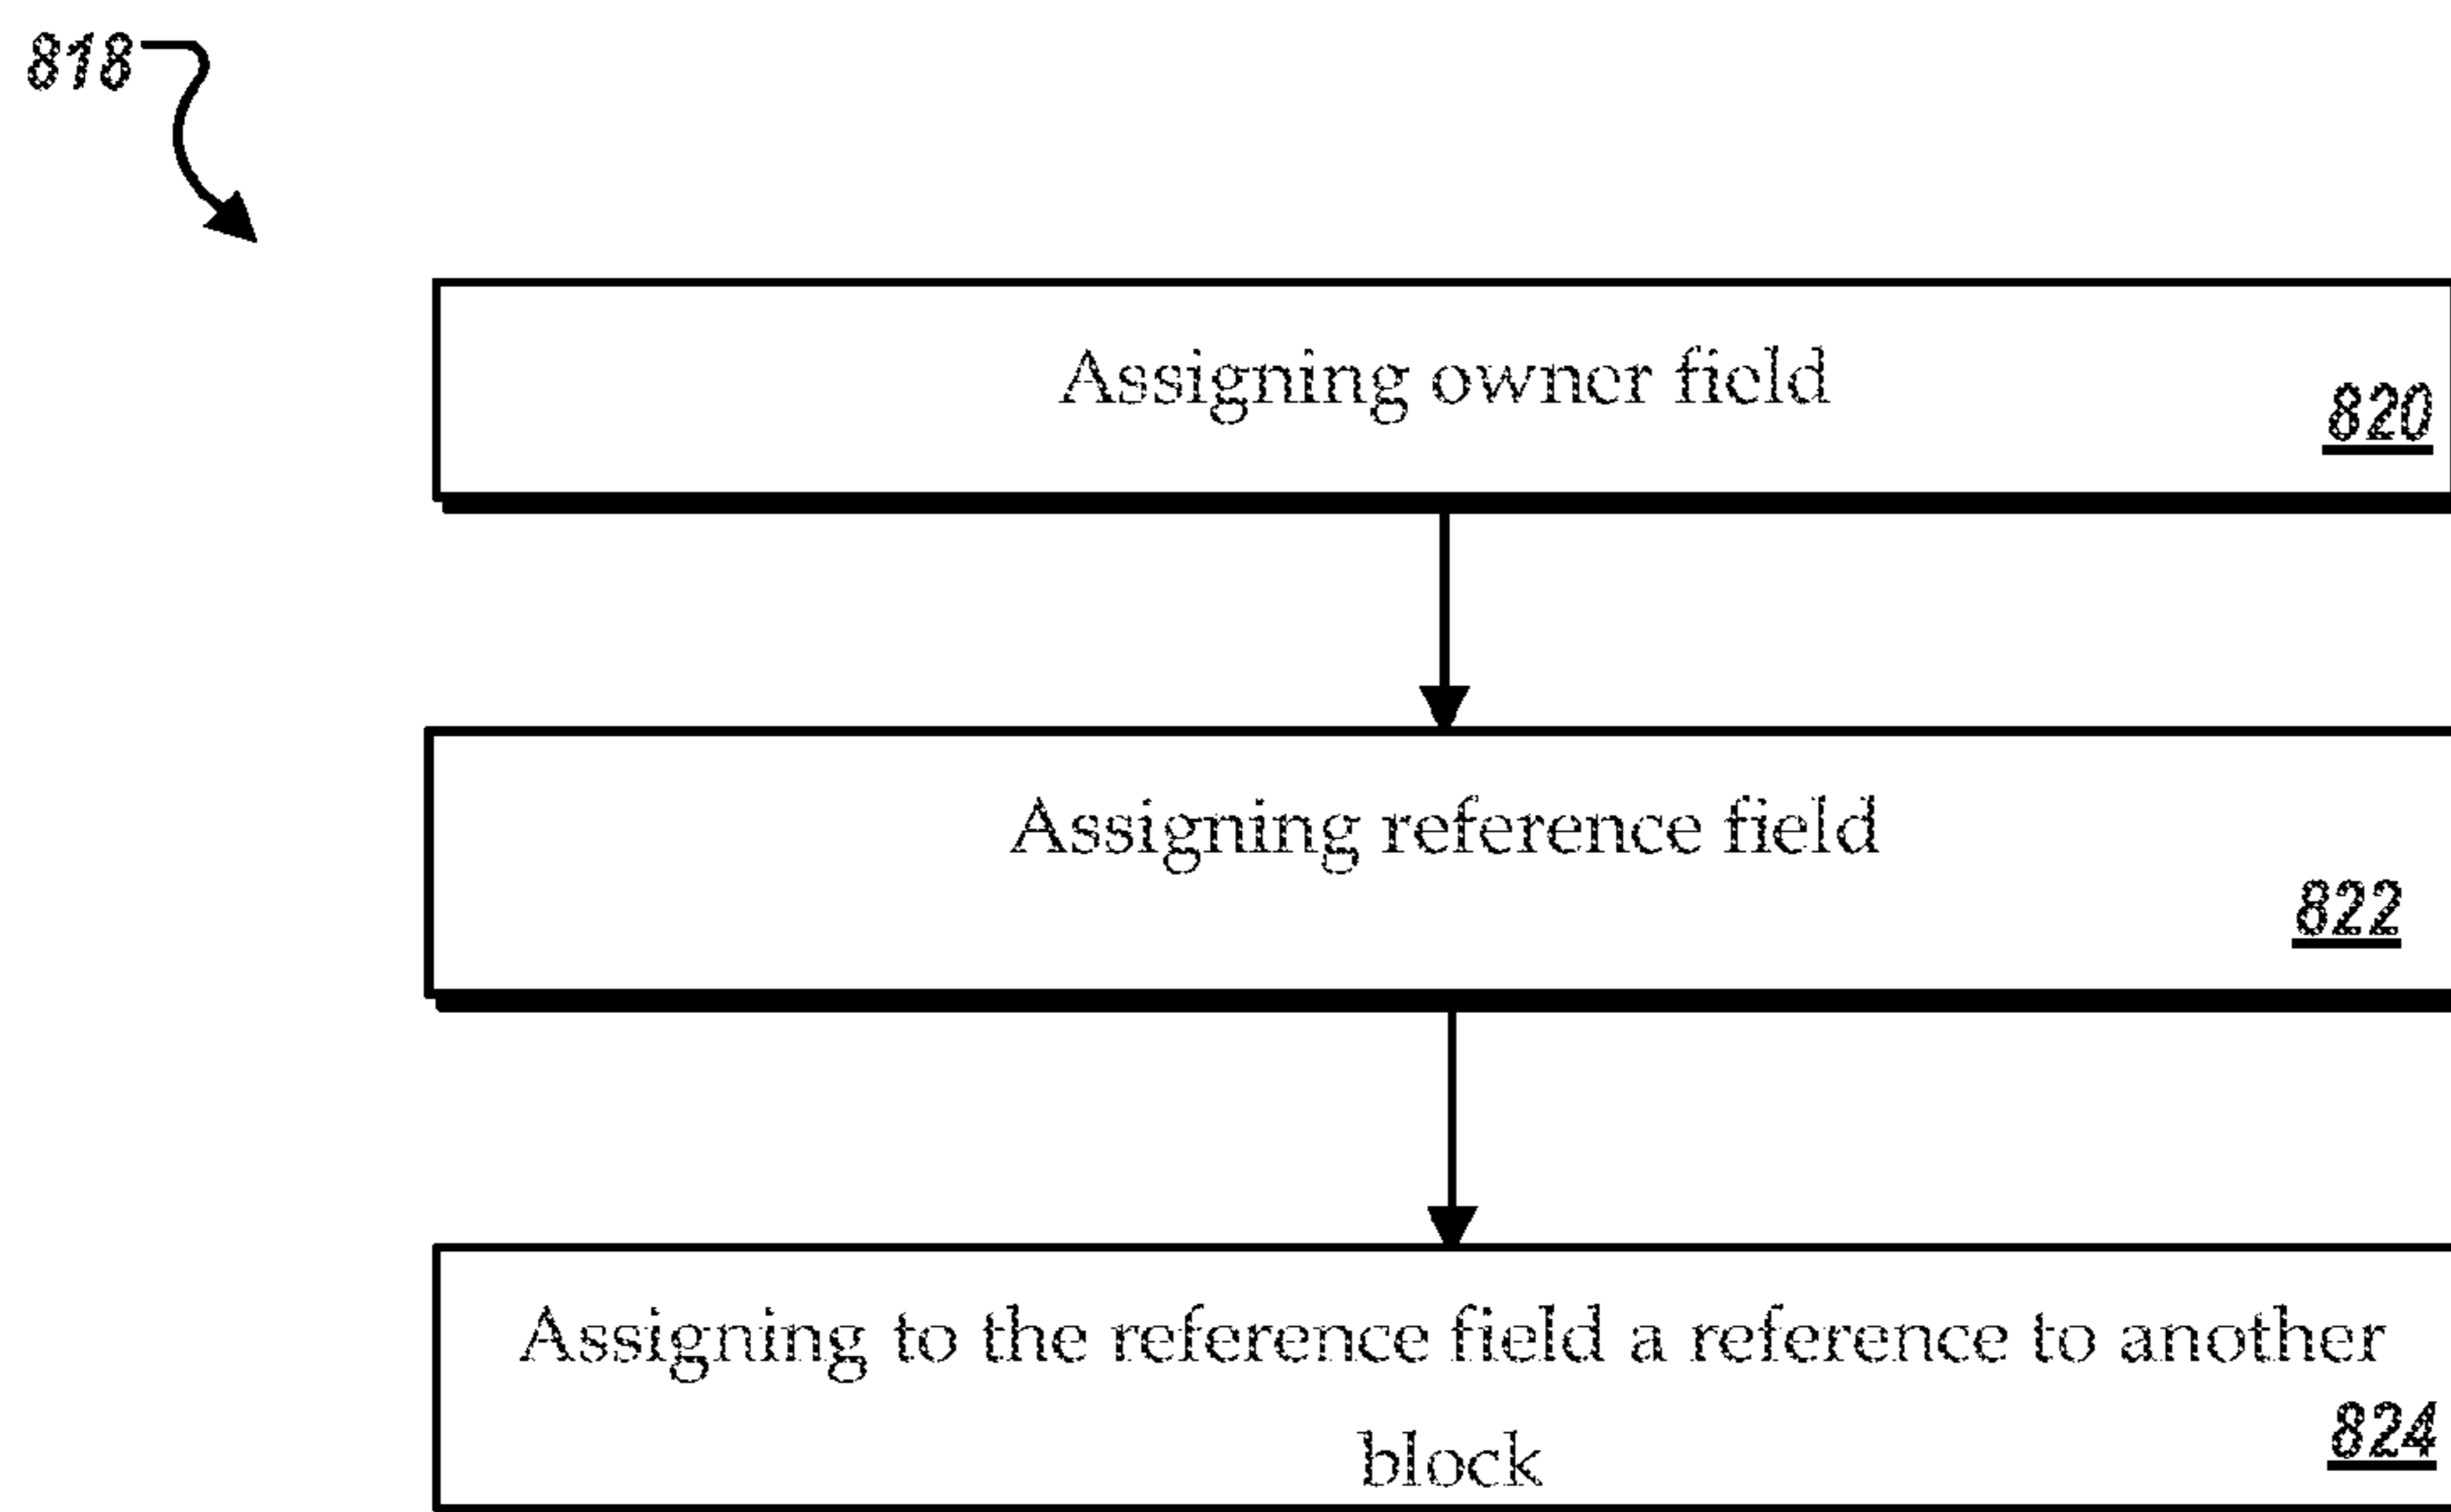 818
Assigning owner field
820
Assigning reference field
822
Assigning to the reference field a reference to another
block
824